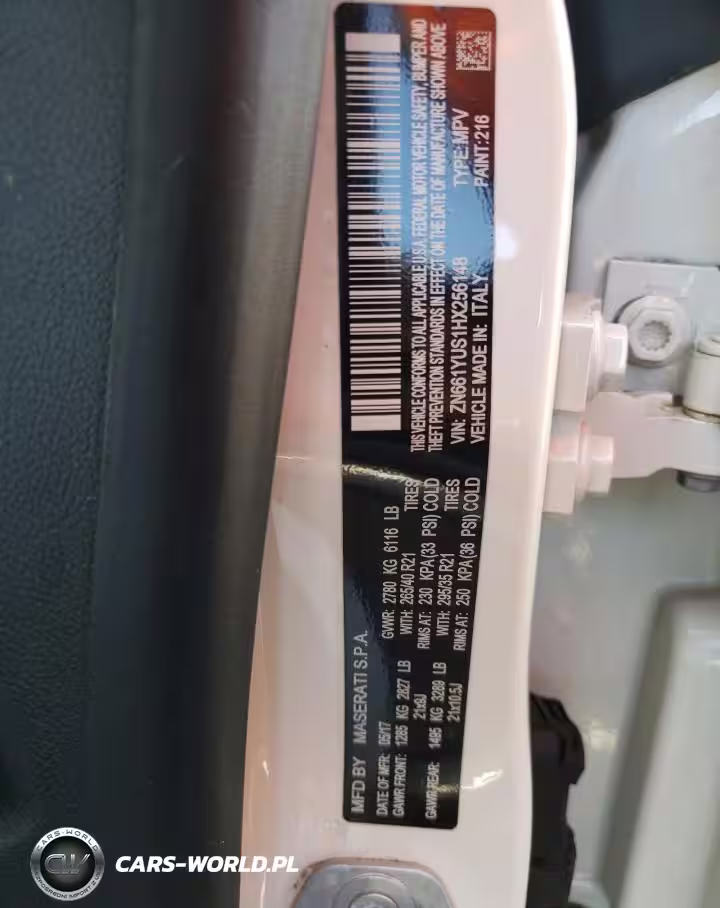 MFD BY MASERATI S.P.A.
DATE OF MFR: 05/17 GVWR: 2780 KG 6116 LB
GAWR FRONT: 1285 KG 2827 LB WITH: 265/40 R21 TIRES
21x9J RIMS AT: 230 KPA(33 PSI) COLD
GAWR REAR: 1495 KG 3289 LB WITH: 295/35 R21 TIRES
21x10.5J RIMS AT: 250 KPA(36 PSI) COLD
THIS VEHICLE CONFORMS TO ALL APPLICABLE U.S.A. FEDERAL MOTOR VEHICLE SAFETY, BUMPER AND
THEFT PREVENTION STANDARDS IN EFFECT ON THE DATE OF MANUFACTURE SHOWN ABOVE
VIN: ZN661YUS1HX256148 TYPE:MPV
VEHICLE MADE IN: ITALY PAINT:216
CARS-WORLD
CW
CARS-WORLD.PL